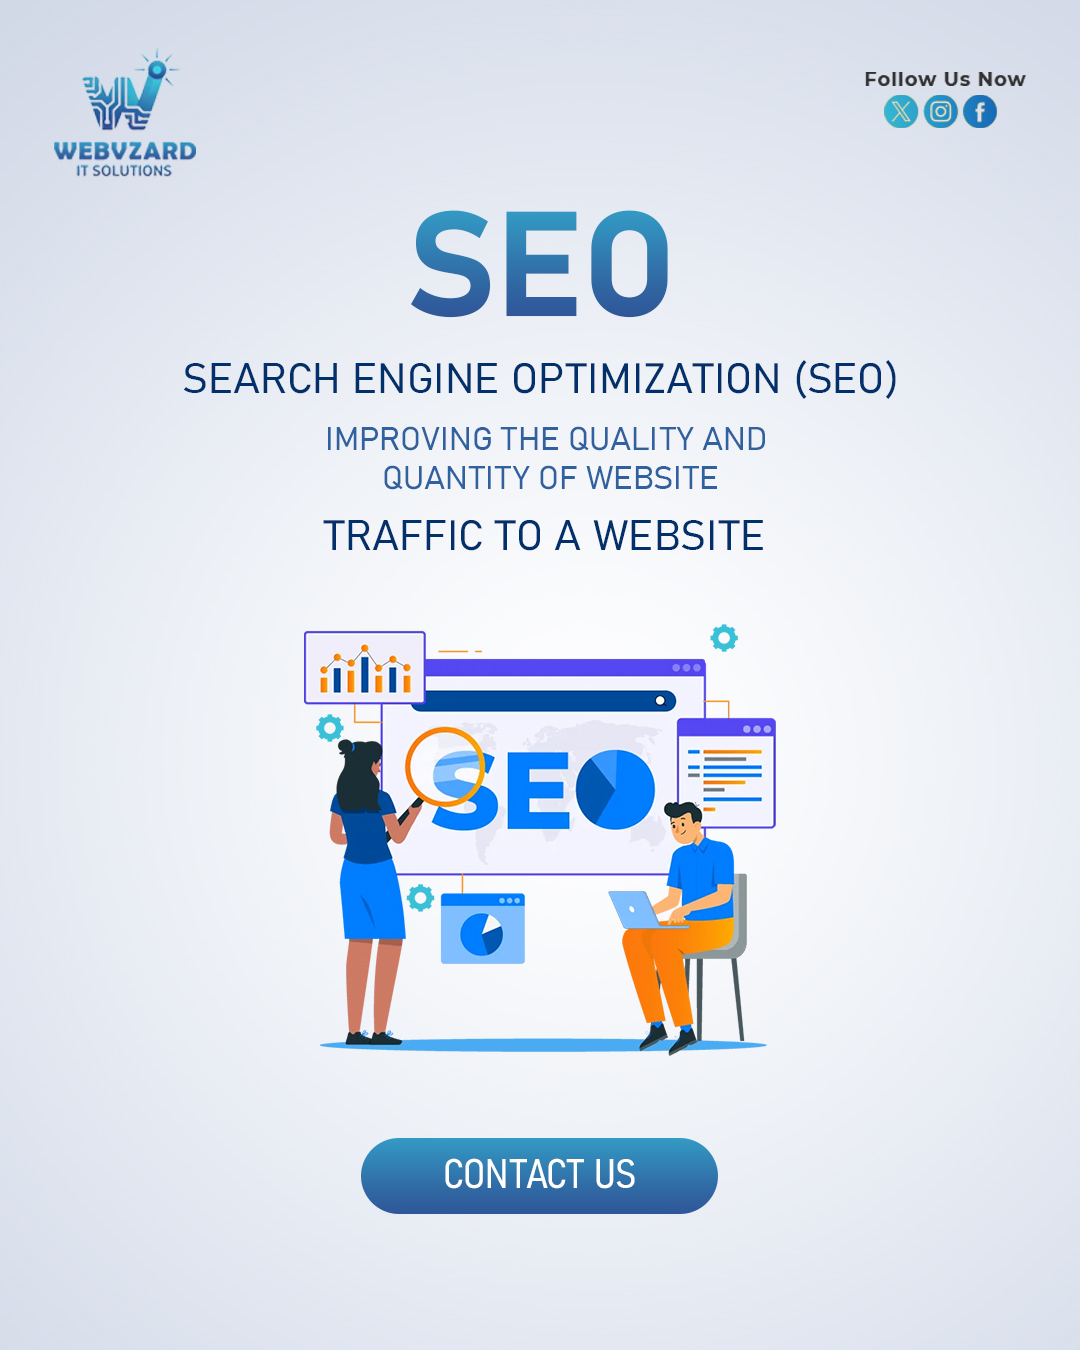 WEBVZARD
IT SOLUTIONS
Follow Us Now
SEO
SEARCH ENGINE OPTIMIZATION (SEO)
IMPROVING THE QUALITY AND
QUANTITY OF WEBSITE
TRAFFIC TO A WEBSITE
SEO
CONTACT US